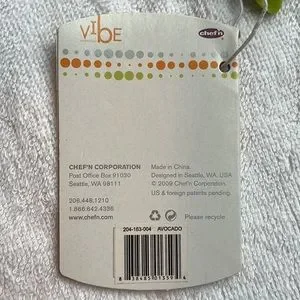 VIBE
chef'n
CHEF'N CORPORATION
Post Office Box 91030
Seattle, WA 98111
206.448.1210
1.866.642.4336
www.chefn.com
Made in China.
Designed in Seattle, WA. USA
© 2009 Chef'n Corporation.
US & foreign patents pending.
Please recycle
204-163-004 AVOCADO